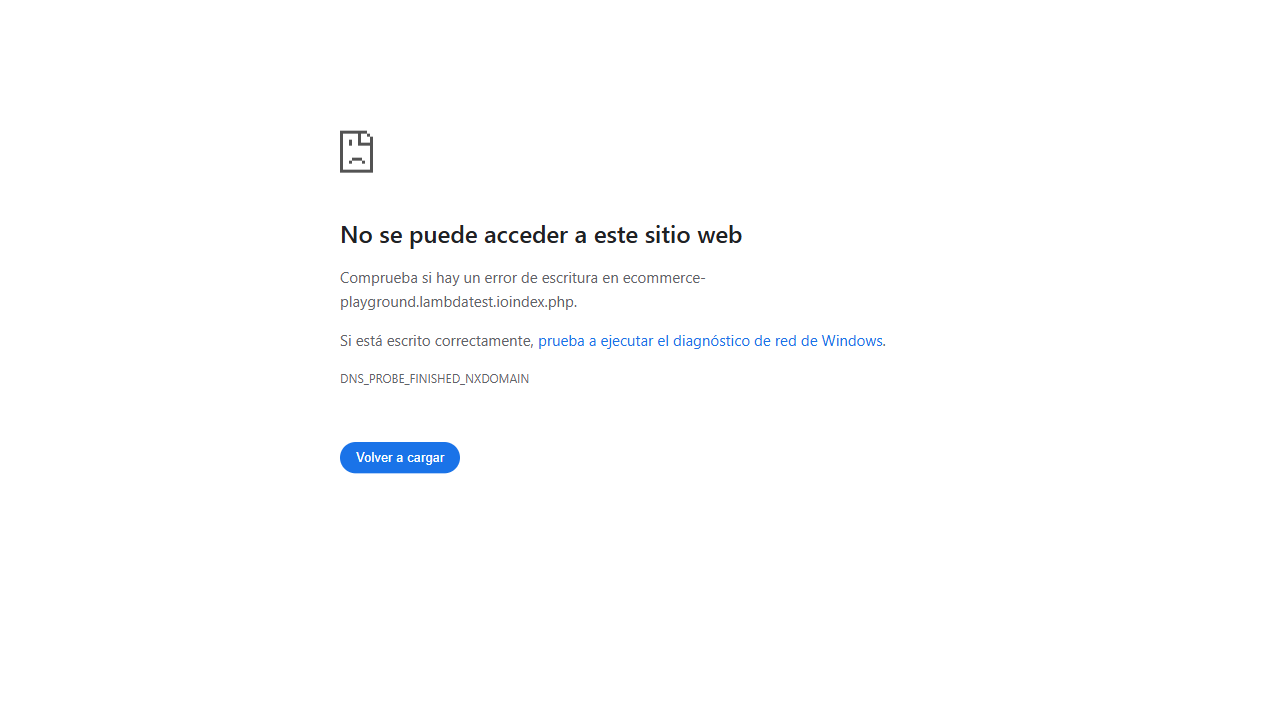 No se puede acceder a este sitio web
Comprueba si hay un error de escritura en ecommerce-
playground.lambdatest.ioindex.php.
Si está escrito correctamente, prueba a ejecutar el diagnóstico de red de Windows.
DNS_PROBE_FINISHED_NXDOMAIN
Volver a cargar